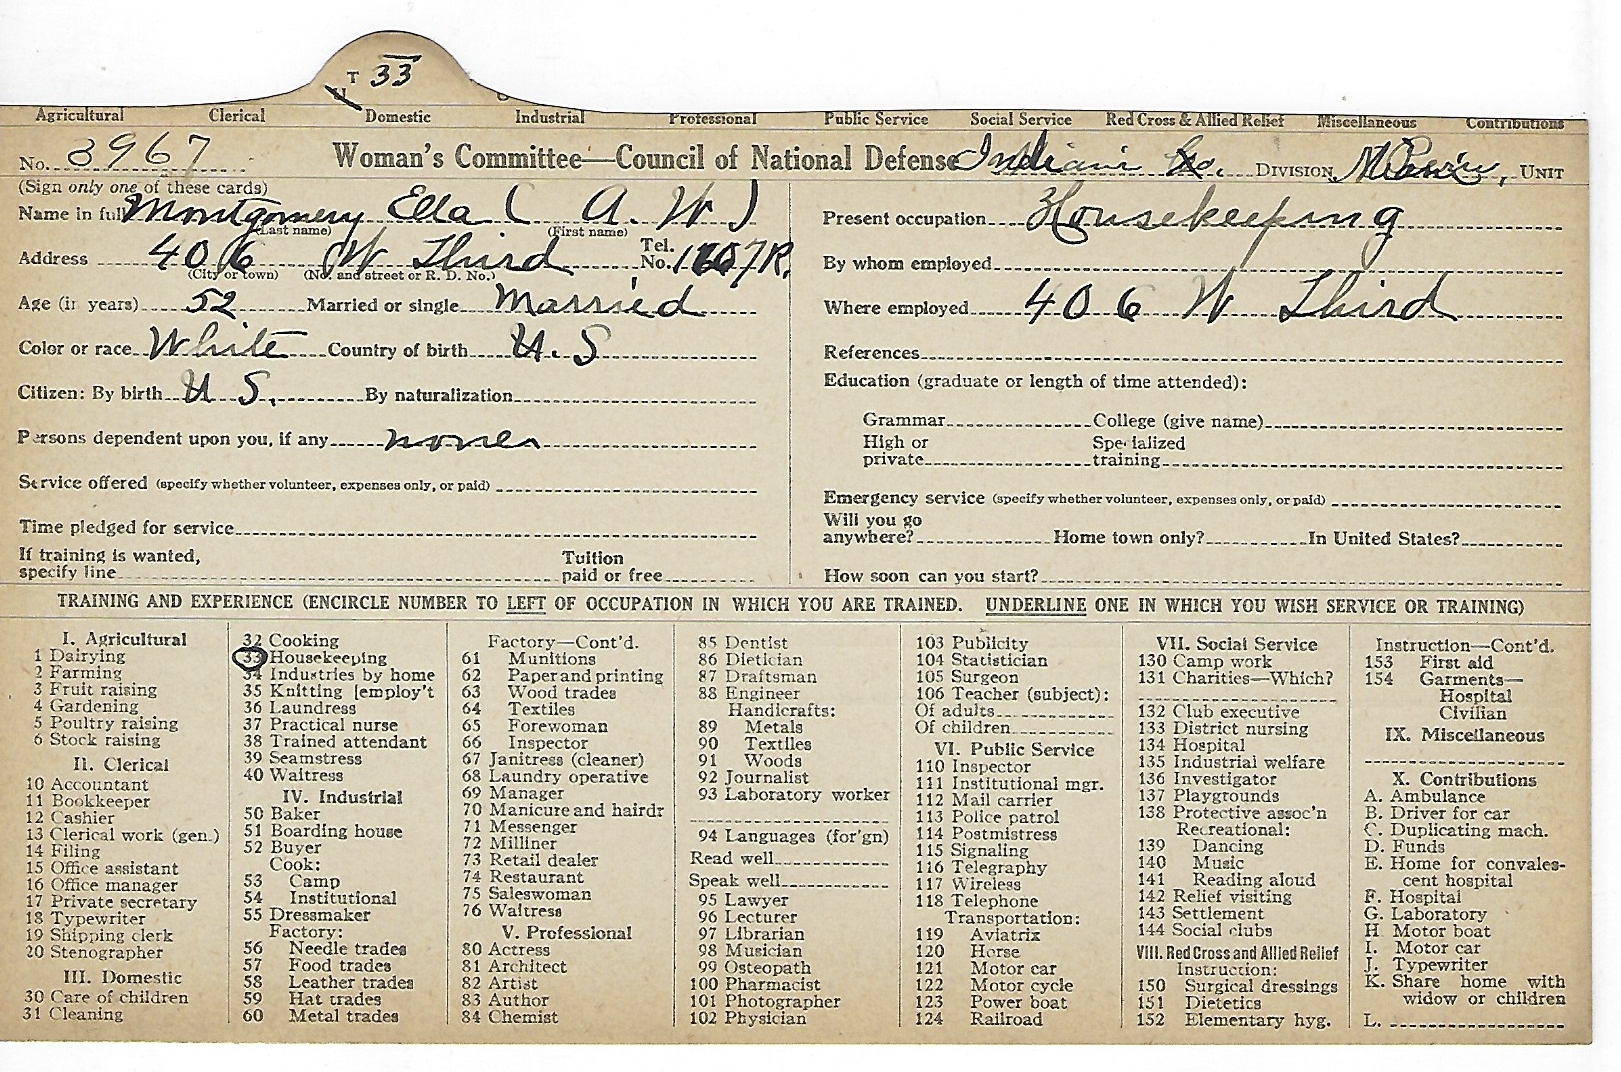 T 33
Agricultural Clerical Domestic Industrial Professional Public Service Social Service Red Cross & Allied Relief Miscellaneous Contributions
No. 3967 Woman's Committee—Council of National Defense Indiana Co. DIVISION, UNIT
(Sign only one of these cards)
Name in full Montgomery Ella ( A. W )
(Last name) (First name)
Address 406 W Third Tel. No. 1167R.
(City or town) (No. and street or R. D. No.)
Age (in years) 52 Married or single Married
Color or race White Country of birth U. S
Citizen: By birth U S. By naturalization
Persons dependent upon you, if any none
Service offered (specify whether volunteer, expenses only, or paid)
Time pledged for service
If training is wanted,
specify line
Tuition
paid or free
Present occupation Housekeeping
By whom employed
Where employed 406 W Third
References
Education (graduate or length of time attended):
Grammar College (give name)
High or
private
Specialized
training
Emergency service (specify whether volunteer, expenses only, or paid)
Will you go
anywhere? Home town only? In United States?
How soon can you start?
TRAINING AND EXPERIENCE (ENCIRCLE NUMBER TO LEFT OF OCCUPATION IN WHICH YOU ARE TRAINED. UNDERLINE ONE IN WHICH YOU WISH SERVICE OR TRAINING)
I. Agricultural
1 Dairying
2 Farming
3 Fruit raising
4 Gardening
5 Poultry raising
6 Stock raising
II. Clerical
10 Accountant
11 Bookkeeper
12 Cashier
13 Clerical work (gen.)
14 Filing
15 Office assistant
16 Office manager
17 Private secretary
18 Typewriter
19 Shipping clerk
20 Stenographer
III. Domestic
30 Care of children
31 Cleaning
32 Cooking
33 Housekeeping
34 Industries by home
35 Knitting [employ't
36 Laundress
37 Practical nurse
38 Trained attendant
39 Seamstress
40 Waitress
IV. Industrial
50 Baker
51 Boarding house
52 Buyer
Cook:
53 Camp
54 Institutional
55 Dressmaker
Factory:
56 Needle trades
57 Food trades
58 Leather trades
59 Hat trades
60 Metal trades
Factory—Cont'd.
61 Munitions
62 Paper and printing
63 Wood trades
64 Textiles
65 Forewoman
66 Inspector
67 Janitress (cleaner)
68 Laundry operative
69 Manager
70 Manicure and hairdr
71 Messenger
72 Milliner
73 Retail dealer
74 Restaurant
75 Saleswoman
76 Waitress
V. Professional
80 Actress
81 Architect
82 Artist
83 Author
84 Chemist
85 Dentist
86 Dietician
87 Draftsman
88 Engineer
Handicrafts:
89 Metals
90 Textiles
91 Woods
92 Journalist
93 Laboratory worker
94 Languages (for'gn)
Read well
Speak well
95 Lawyer
96 Lecturer
97 Librarian
98 Musician
99 Osteopath
100 Pharmacist
101 Photographer
102 Physician
103 Publicity
104 Statistician
105 Surgeon
106 Teacher (subject):
Of adults
Of children
VI. Public Service
110 Inspector
111 Institutional mgr.
112 Mail carrier
113 Police patrol
114 Postmistress
115 Signaling
116 Telegraphy
117 Wireless
118 Telephone
Transportation:
119 Aviatrix
120 Horse
121 Motor car
122 Motor cycle
123 Power boat
124 Railroad
VII. Social Service
130 Camp work
131 Charities—Which?
132 Club executive
133 District nursing
134 Hospital
135 Industrial welfare
136 Investigator
137 Playgrounds
138 Protective assoc'n
Recreational:
139 Dancing
140 Music
141 Reading aloud
142 Relief visiting
143 Settlement
144 Social clubs
VIII. Red Cross and Allied Relief
Instruction:
150 Surgical dressings
151 Dietetics
152 Elementary hyg.
Instruction—Cont'd.
153 First aid
154 Garments—
Hospital
Civilian
IX. Miscellaneous
X. Contributions
A. Ambulance
B. Driver for car
C. Duplicating mach.
D. Funds
E. Home for convales-
cent hospital
F. Hospital
G. Laboratory
H. Motor boat
I. Motor car
J. Typewriter
K. Share home with
widow or children
L.